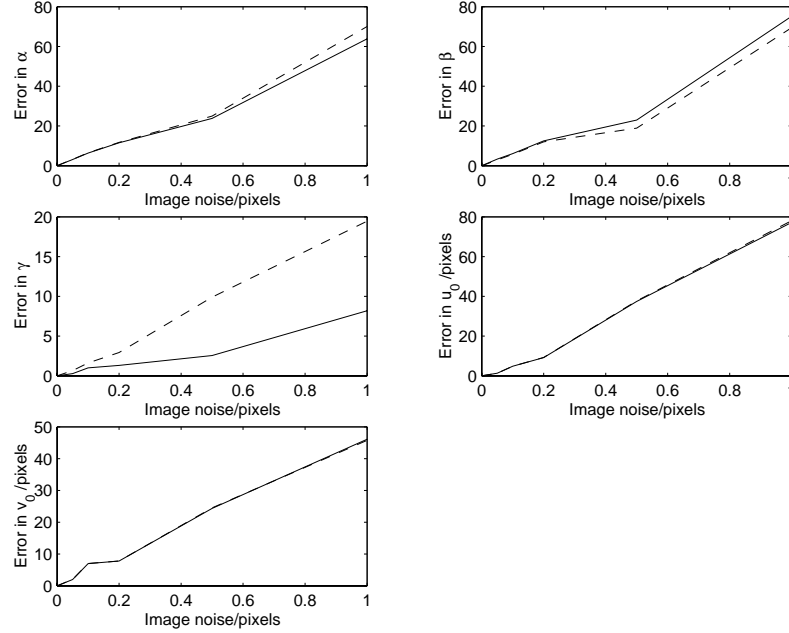 80
60
40
20
0
Error in α
0 0.2 0.4 0.6 0.8 1
Image noise/pixels
80
60
40
20
0
Error in β
0 0.2 0.4 0.6 0.8 1
Image noise/pixels
20
15
10
5
0
Error in γ
0 0.2 0.4 0.6 0.8 1
Image noise/pixels
80
60
40
20
0
Error in u₀/pixels
0 0.2 0.4 0.6 0.8 1
Image noise/pixels
50
40
30
20
10
0
Error in v₀/pixels
0 0.2 0.4 0.6 0.8 1
Image noise/pixels